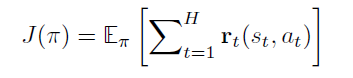 J(π) = 𝔼_π [ ∑_{t=1}^{H} 𝐫_t(s_t, a_t) ]